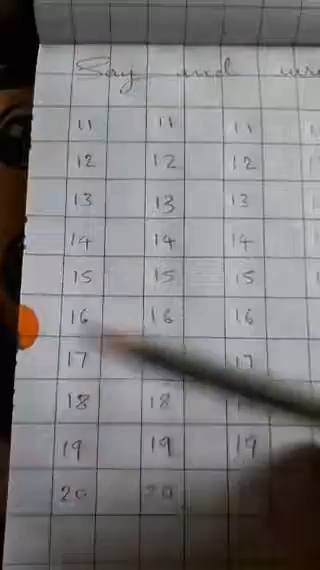 Say and
11 11 11
12 12 12
13 13 13
14 14 14
15 15 15
16 16 16
17 17
18 18
19 19 19
20 20